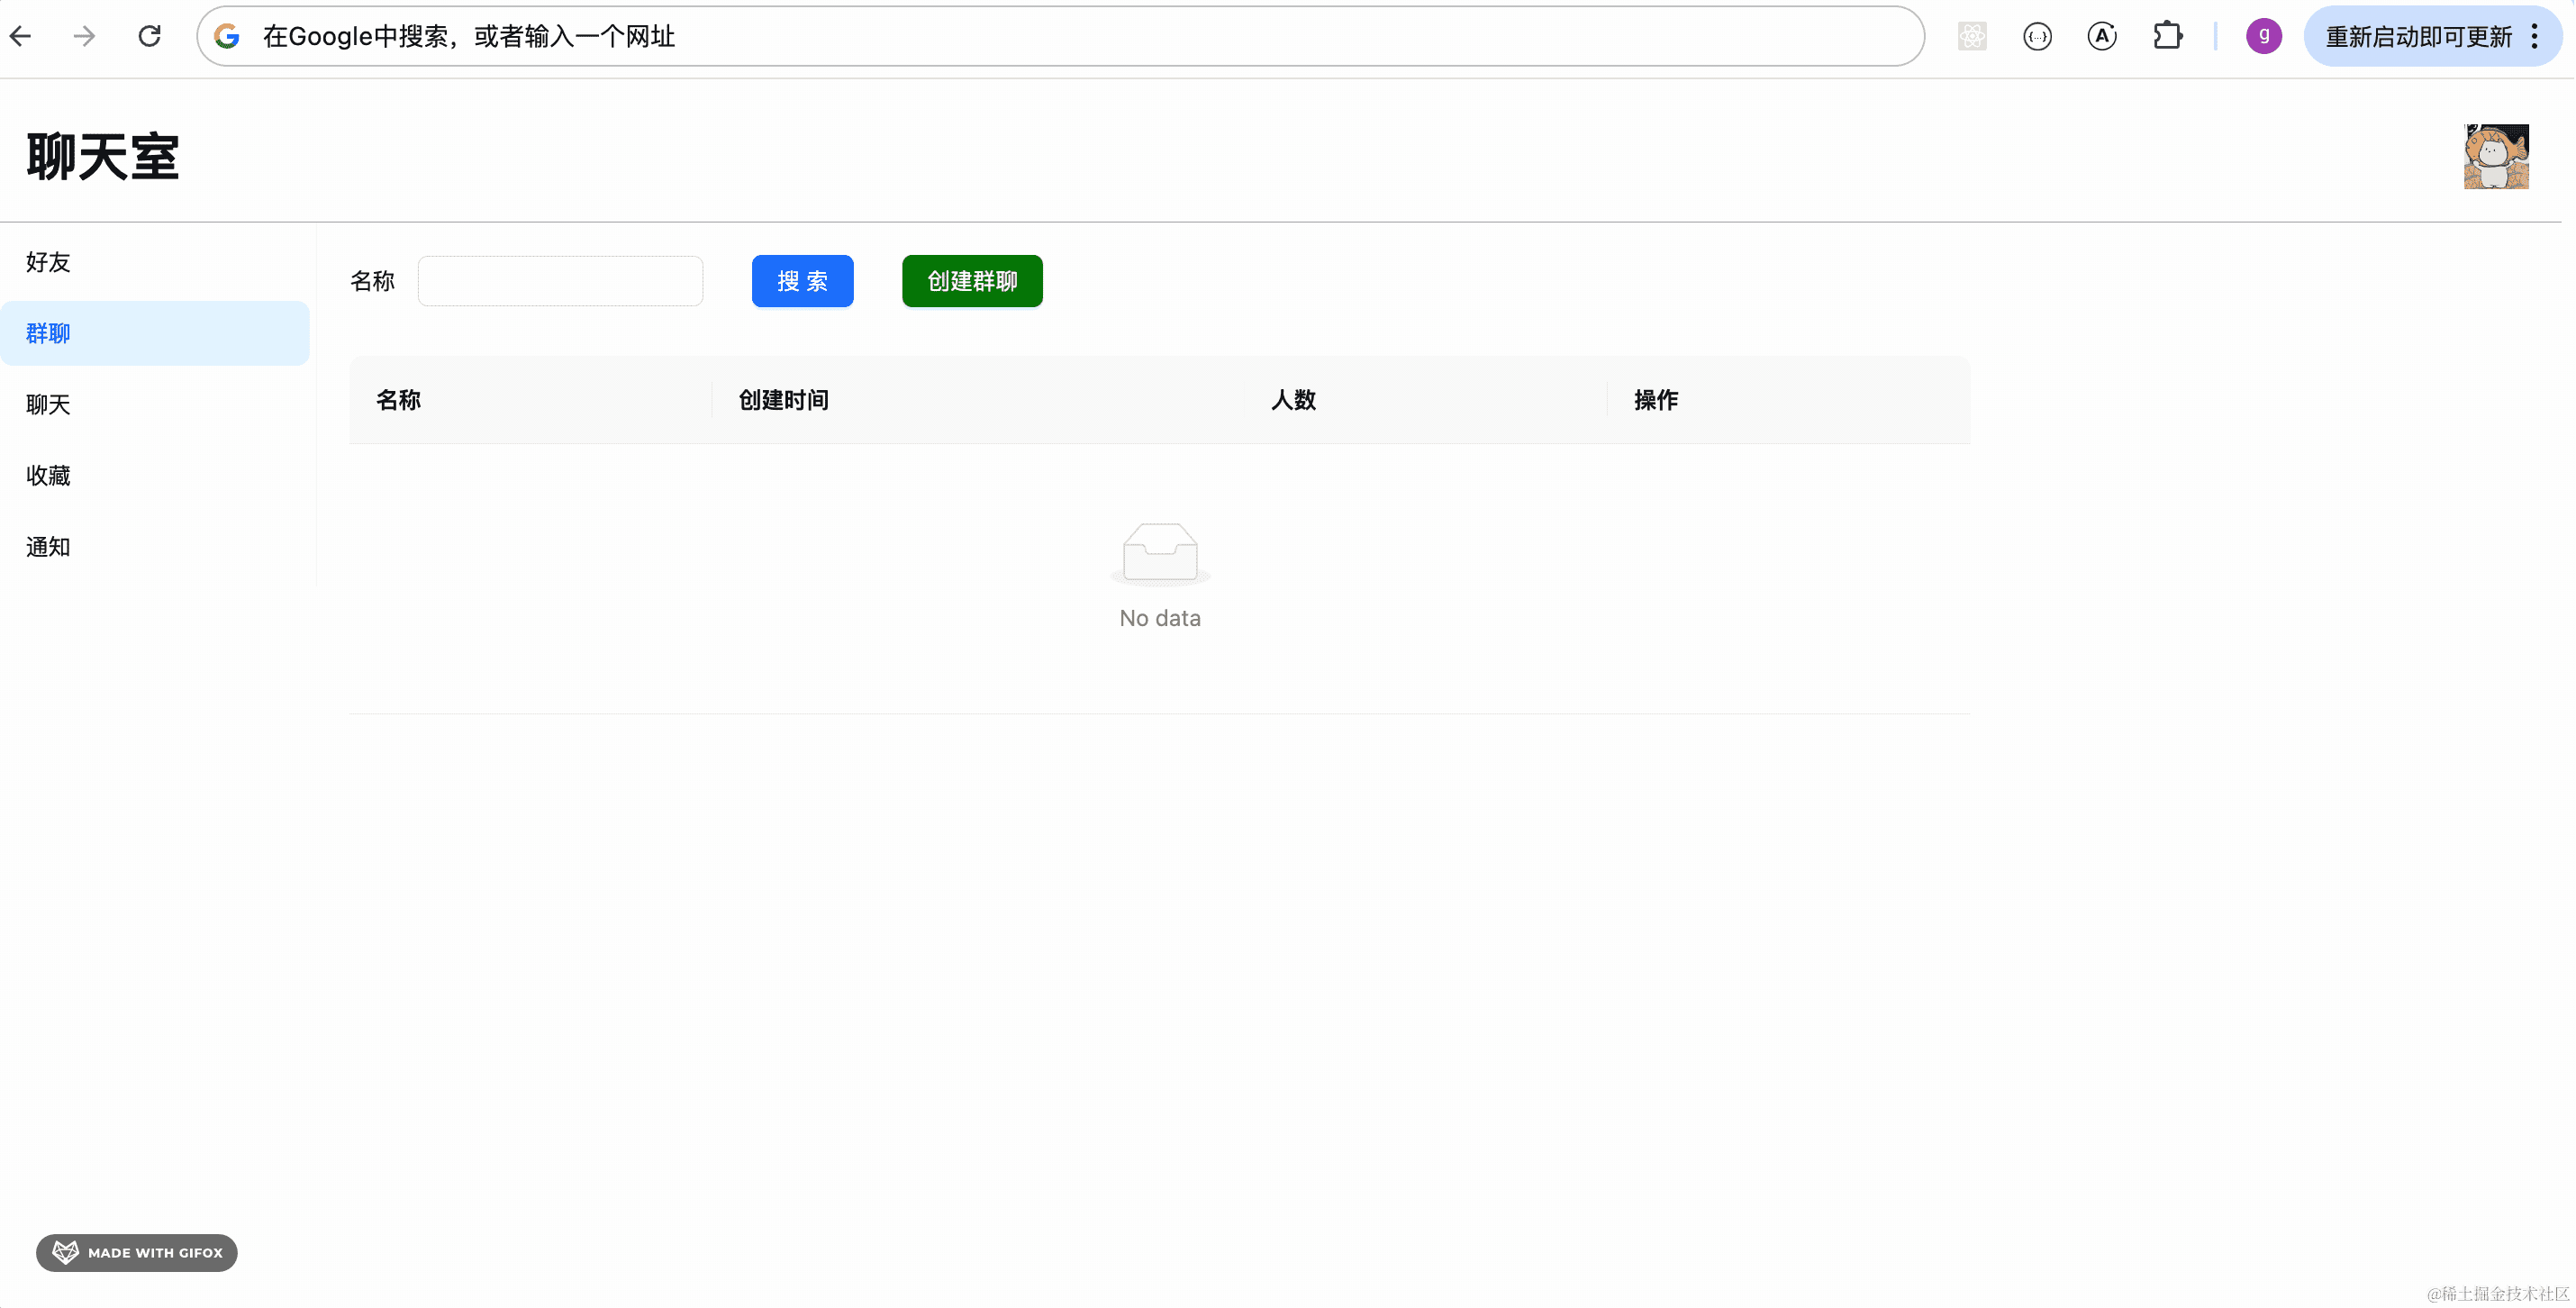 在Google中搜索，或者输入一个网址
g
重新启动即可更新
聊天室
好友
群聊
聊天
收藏
通知
名称
搜 索
创建群聊
名称 创建时间 人数 操作
No data
MADE WITH GIFOX
@稀土掘金技术社区